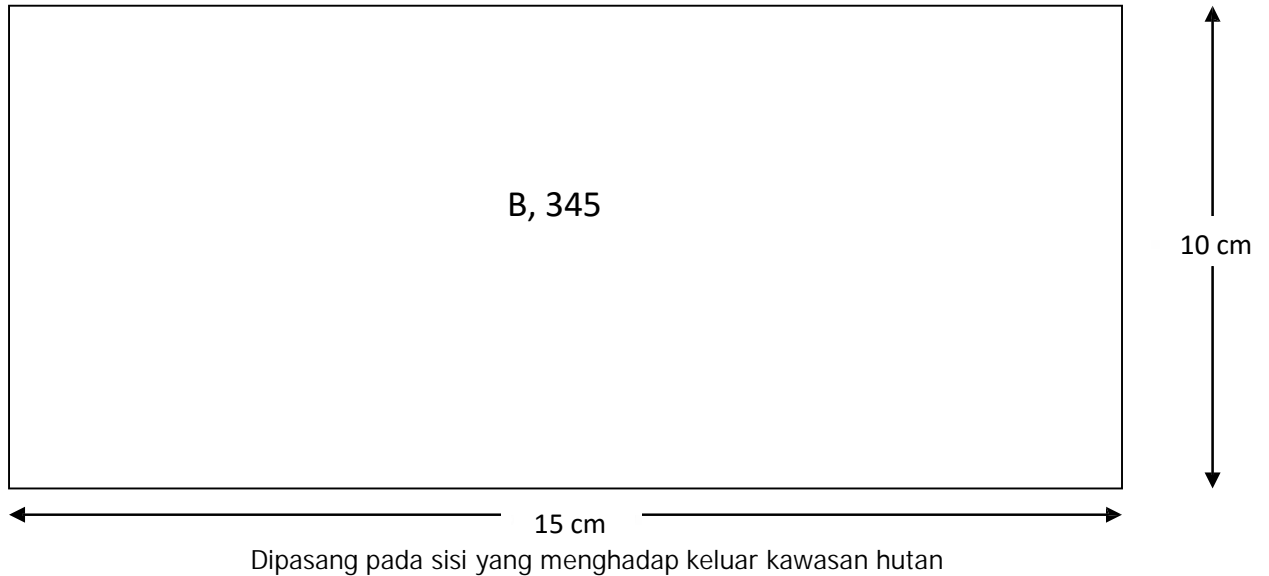 B, 345
10 cm
15 cm
Dipasang pada sisi yang menghadap keluar kawasan hutan